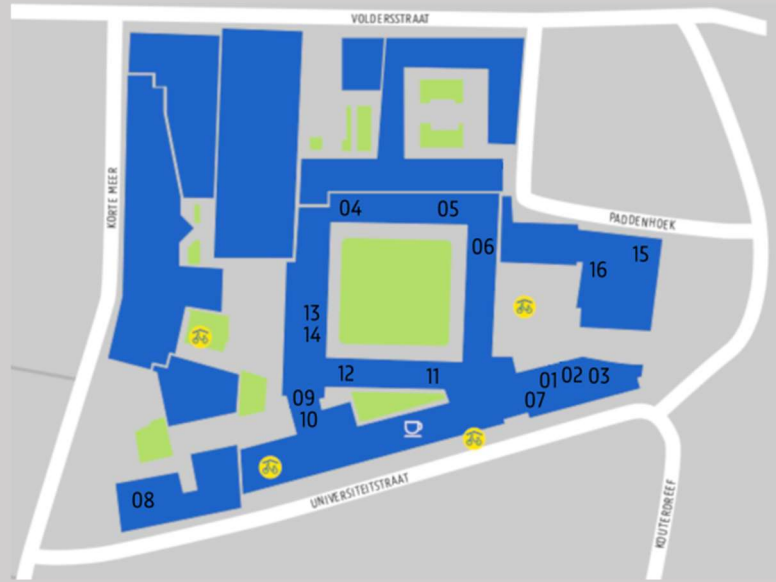 VOLDERSSTRAAT
KORTE MEER
04
05
PADDENHOEK
06
15
16
13
14
12
11
01 02 03
09
07
10
08
UNIVERSITEITSTRAAT
KOUTERDREEF